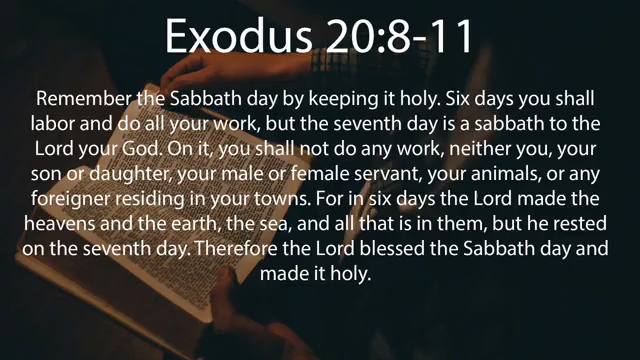 Exodus 20:8-11
Remember the Sabbath day by keeping it holy. Six days you shall
labor and do all your work, but the seventh day is a sabbath to the
Lord your God. On it, you shall not do any work, neither you, your
son or daughter, your male or female servant, your animals, or any
foreigner residing in your towns. For in six days the Lord made the
heavens and the earth, the sea, and all that is in them, but he rested
on the seventh day. Therefore the Lord blessed the Sabbath day and
made it holy.